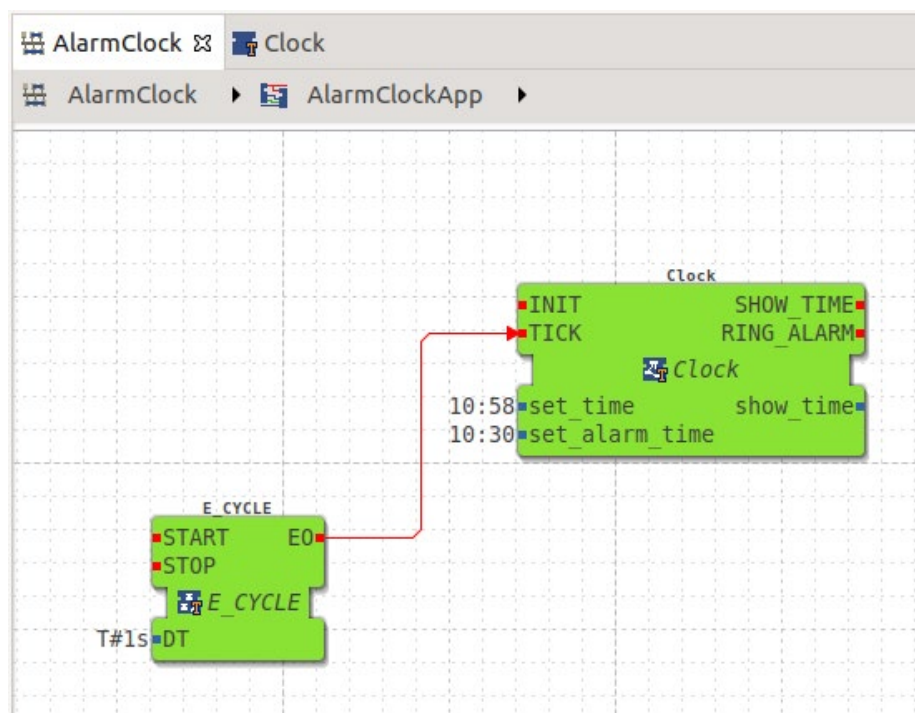 AlarmClock Clock
AlarmClock AlarmClockApp
Clock
INIT SHOW_TIME
TICK RING_ALARM
Clock
10:58 set_time show_time
10:30 set_alarm_time
E_CYCLE
START EO
STOP
E_CYCLE
T#1s DT